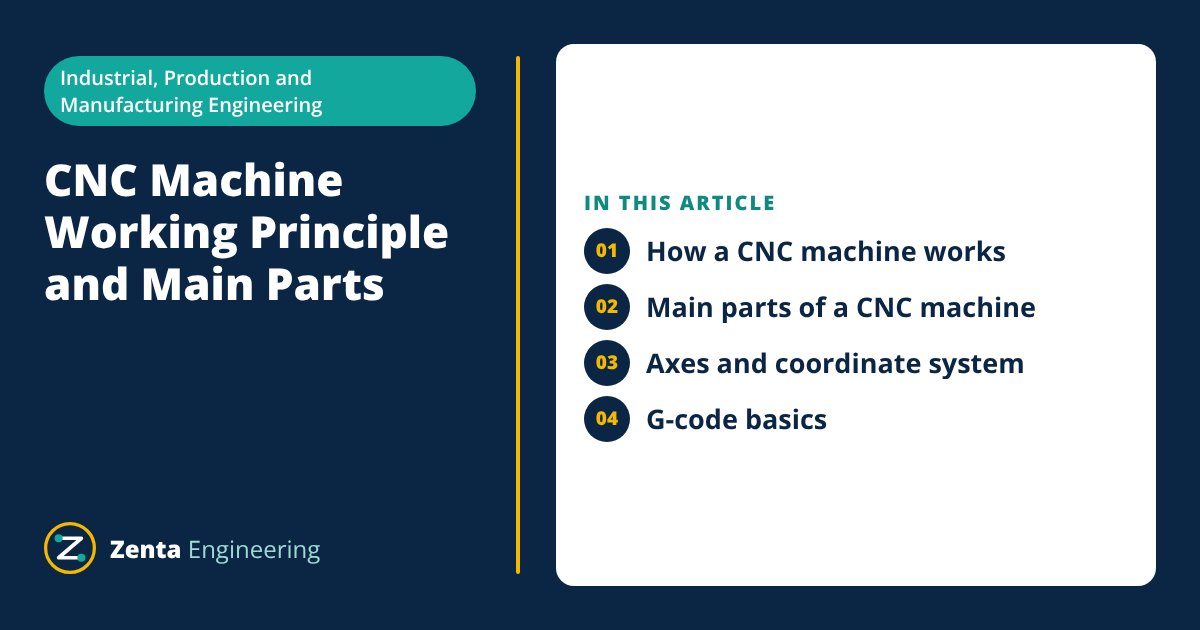 Industrial, Production and
Manufacturing Engineering
CNC Machine
Working Principle
and Main Parts
Zenta Engineering
IN THIS ARTICLE
01 How a CNC machine works
02 Main parts of a CNC machine
03 Axes and coordinate system
04 G-code basics